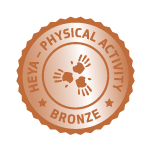 HEYA – PHYSICAL ACTIVITY
BRONZE